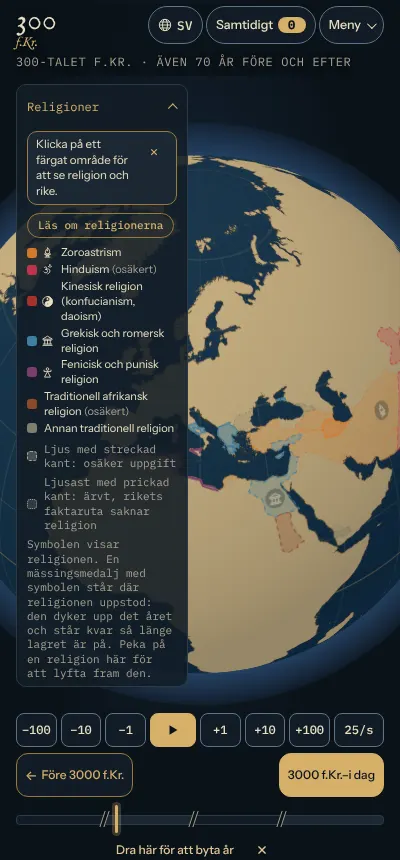 300
f.Kr.
SV
Samtidigt 0
Meny
300-TALET F.KR. · ÄVEN 70 ÅR FÖRE OCH EFTER
Religioner
Klicka på ett
färgat område för
att se religion och
rike.
×
Läs om religionerna
Zoroastrism
Hinduism (osäkert)
Kinesisk religion
(konfucianism,
daoism)
Grekisk och romersk
religion
Fenicisk och punisk
religion
Traditionell afrikansk
religion (osäkert)
Annan traditionell religion
Ljus med streckad
kant: osäker uppgift
Ljusast med prickad
kant: ärvt, rikets
faktaruta saknar
religion
Symbolen visar
religionen. En
mässingsmedalj med
symbolen står där
religionen uppstod:
den dyker upp det året
och står kvar så länge
lagret är på. Peka på
en religion här för
att lyfta fram den.
−100
−10
−1
+1
+10
+100
25/s
← Före 3000 f.Kr.
3000 f.Kr.–i dag
Dra här för att byta år ×